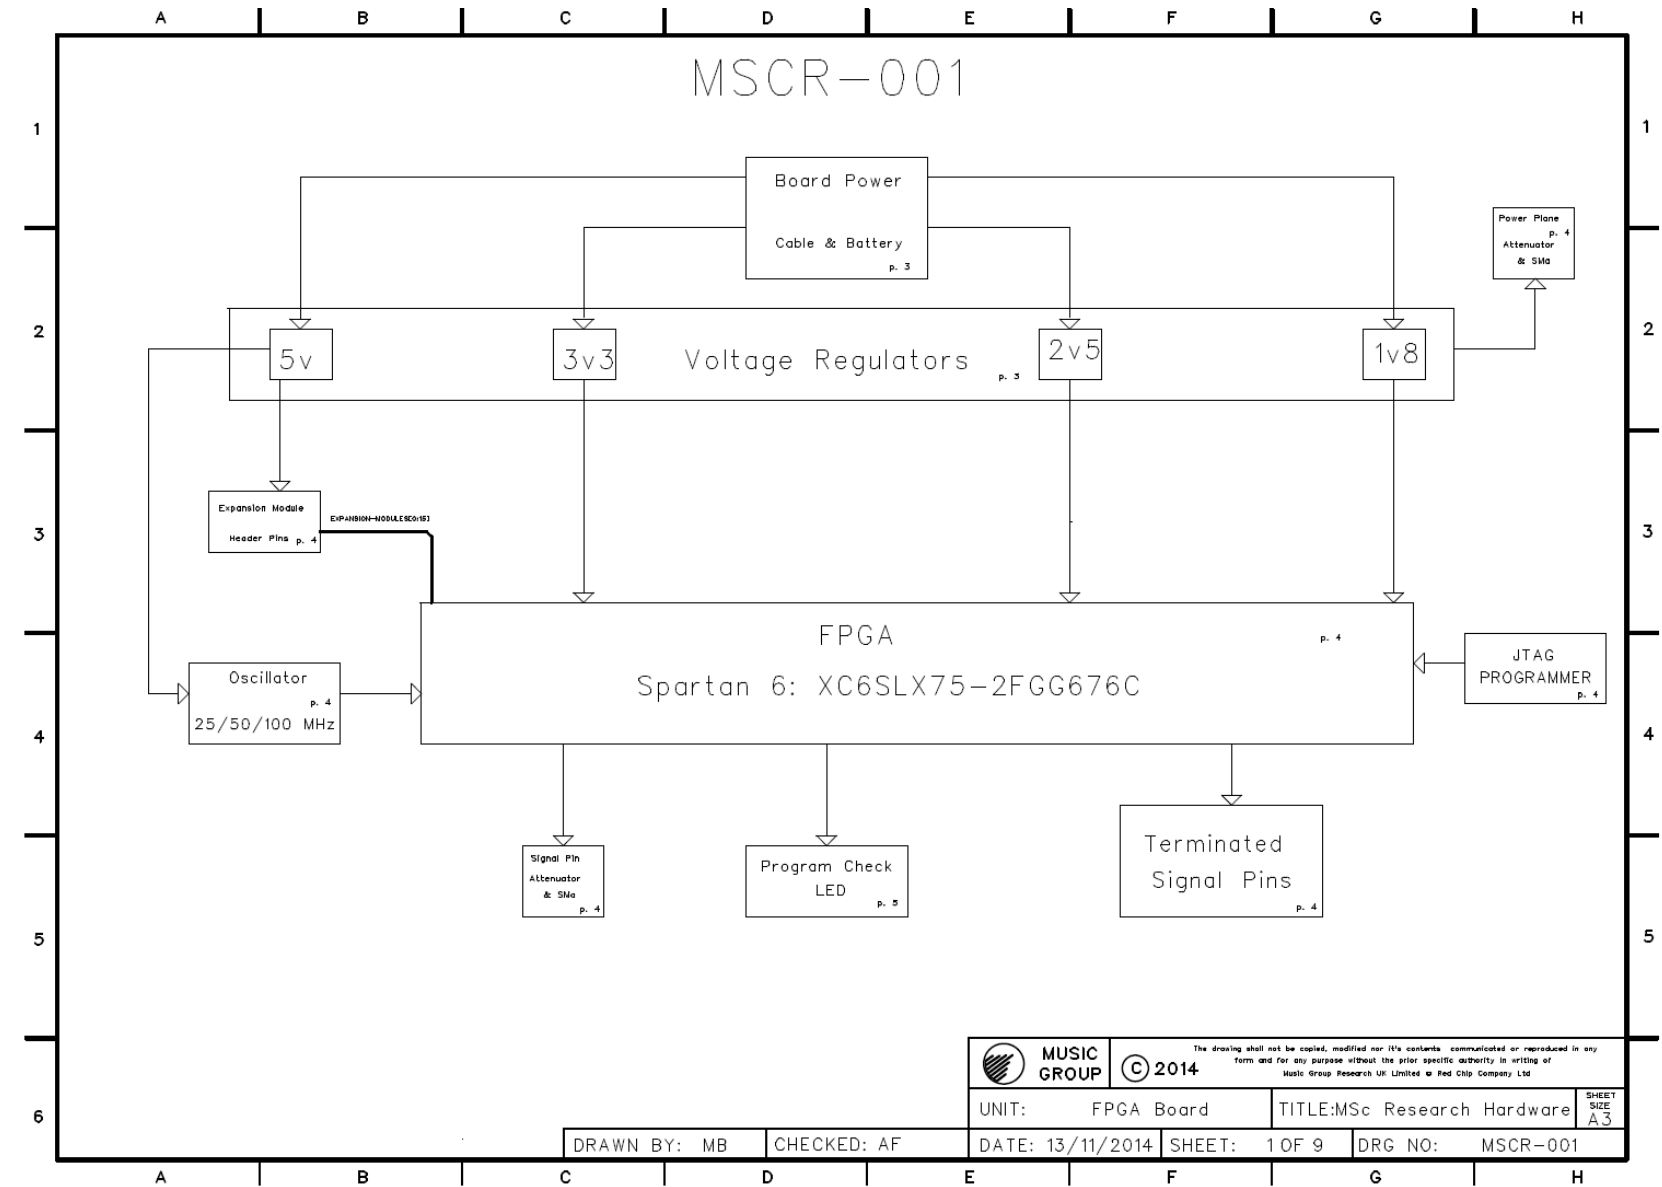 A B C D E F G H
MSCR-001
1 1
Board Power
Cable & Battery
p. 3
Power Plane
p. 4
Attenuator
& SMa
2 2
5v 3v3 Voltage Regulators p. 3 2v5 1v8
Expansion Module
Header Pins p. 4
EXPANSION-MODULES[0:15]
3 3
FPGA p. 4
Spartan 6: XC6SLX75-2FGG676C
Oscillator
p. 4
25/50/100 MHz
JTAG
PROGRAMMER
p. 4
4 4
Signal Pin
Attenuator
& SMa
p. 4
Program Check
LED
p. 5
Terminated
Signal Pins
p. 4
5 5
MUSIC
GROUP
C 2014
The drawing shall not be copied, modified nor it's contents communicated or reproduced in any
form and for any purpose without the prior specific authority in writing of
Music Group Research UK Limited © Red Chip Company Ltd
UNIT: FPGA Board TITLE:MSc Research Hardware
SHEET
SIZE
A3
6
DRAWN BY: MB CHECKED: AF DATE: 13/11/2014 SHEET: 1 OF 9 DRG NO: MSCR-001
A B C D E F G H